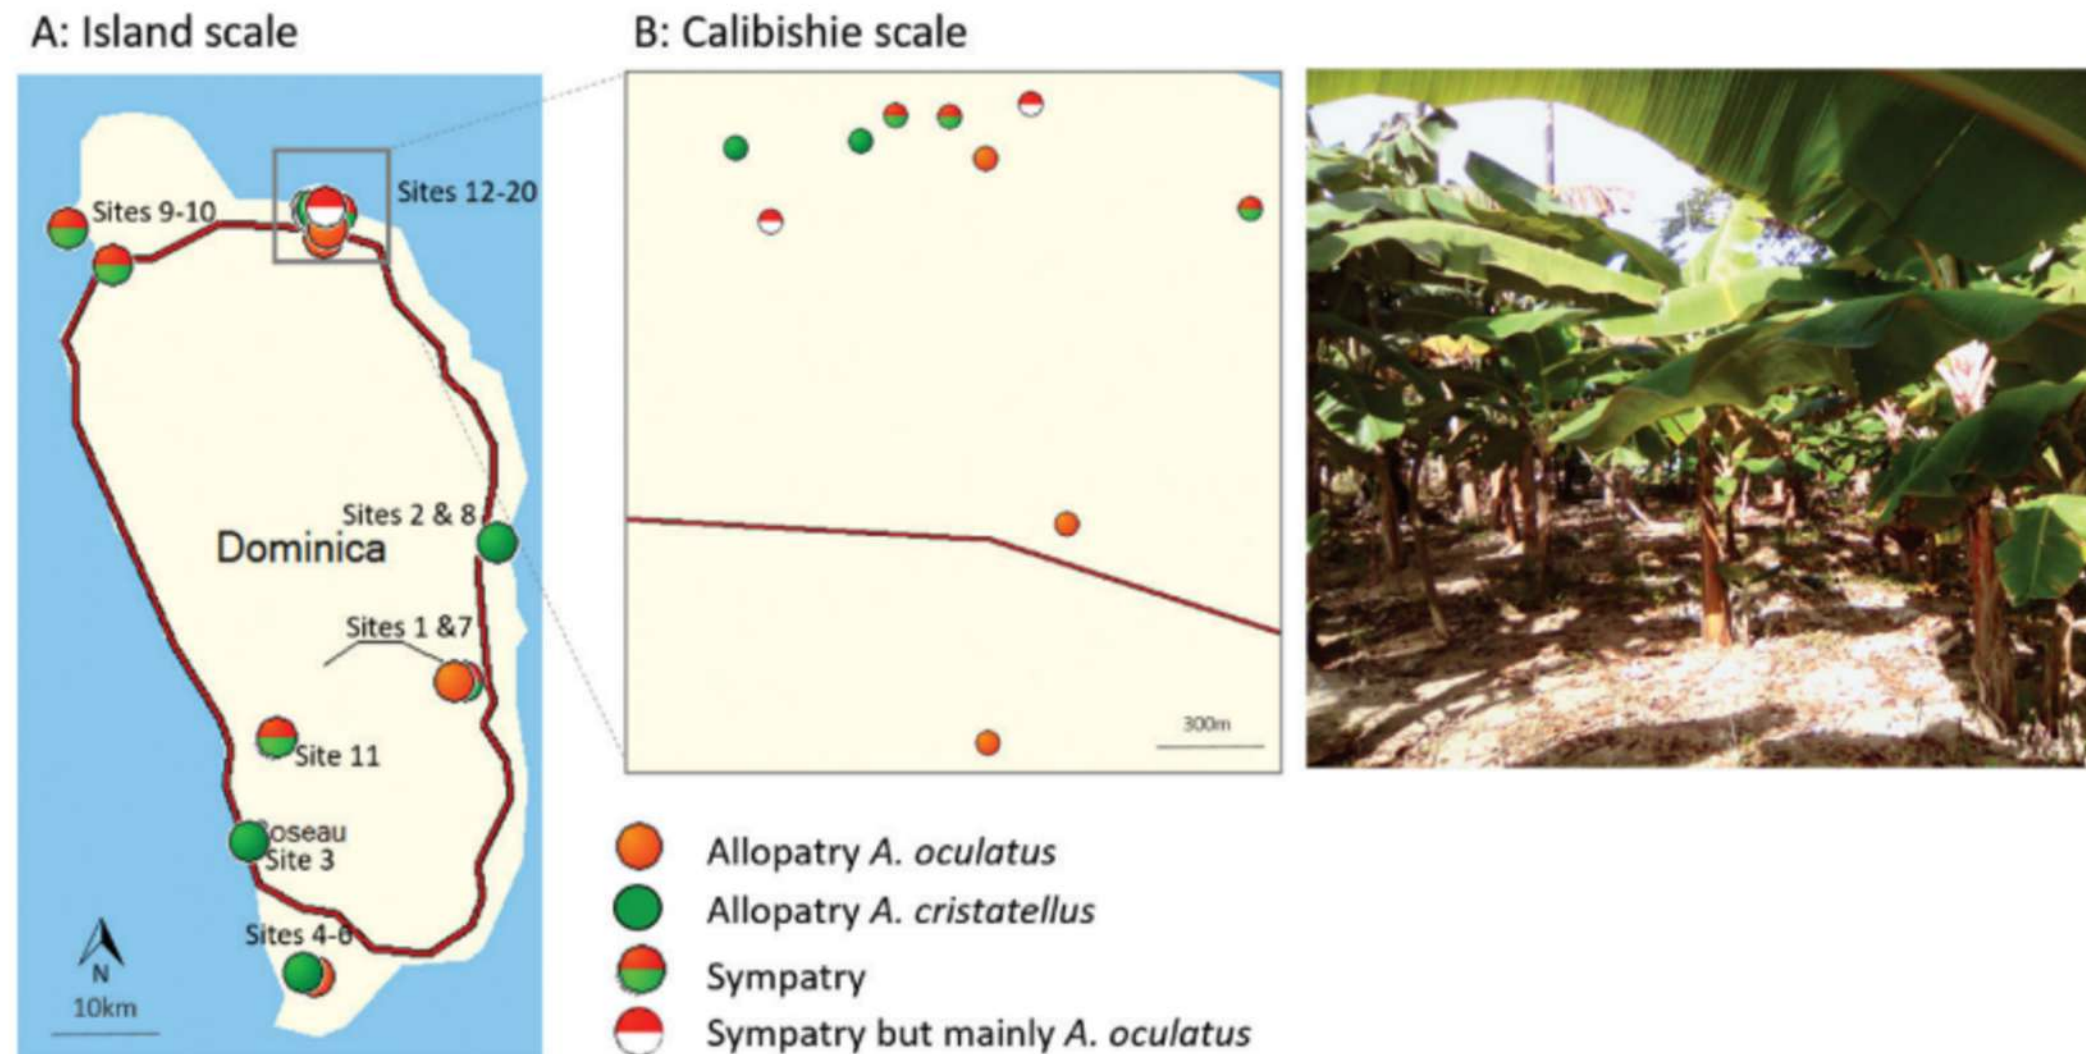 A: Island scale
B: Calibishie scale
Sites 12-20
Sites 9-10
Sites 2 & 8
Dominica
Sites 1 &7
Site 11
oseau
Site 3
Sites 4-6
N
10km
300m
Allopatry A. oculatus
Allopatry A. cristatellus
Sympatry
Sympatry but mainly A. oculatus